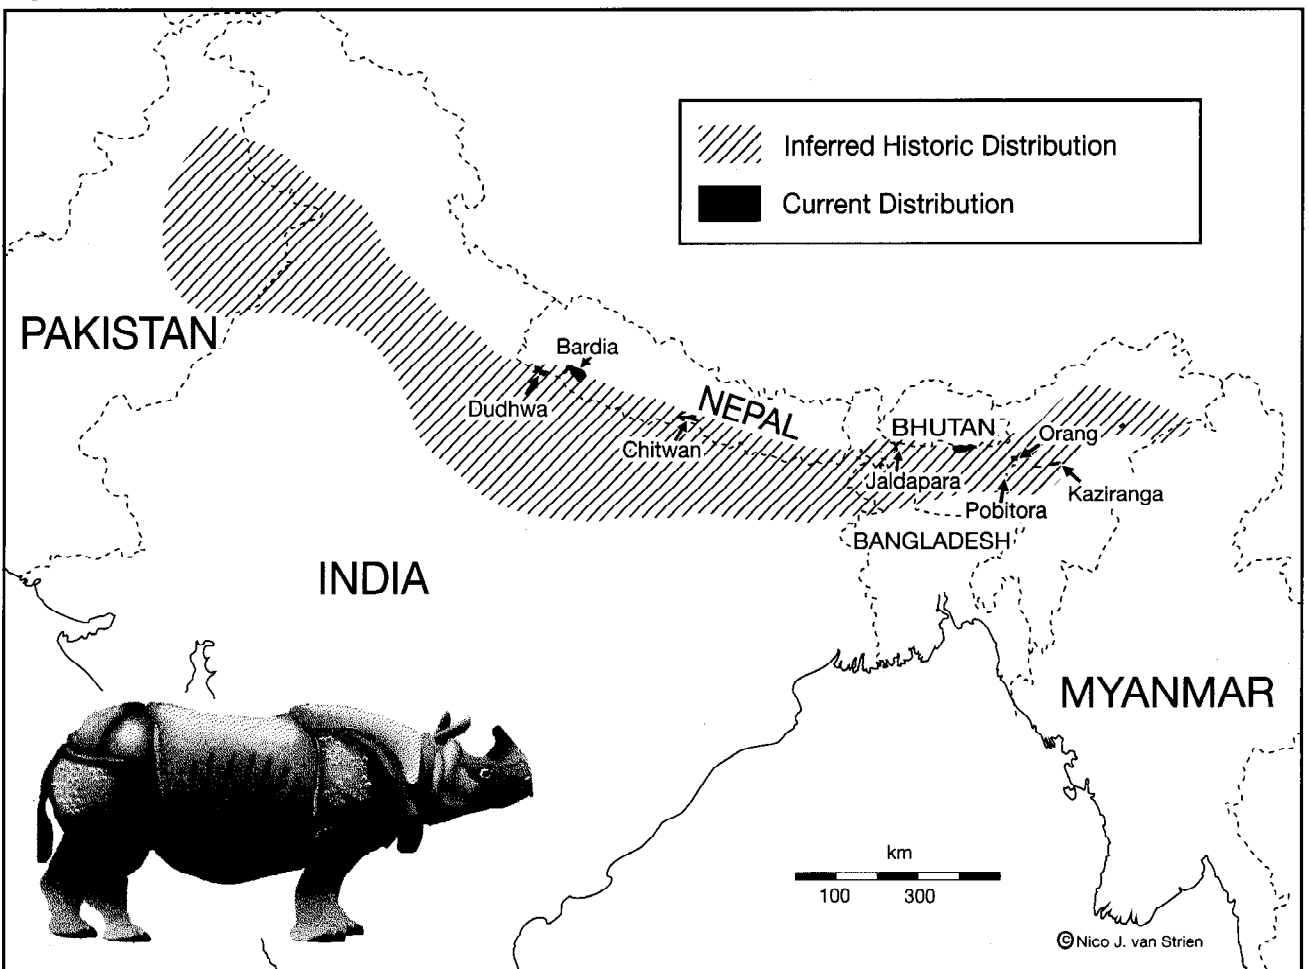 Inferred Historic Distribution
Current Distribution
PAKISTAN
Bardia
Dudhwa
NEPAL
Chitwan
BHUTAN
Orang
Jaldapara
Kaziranga
Pobitora
BANGLADESH
INDIA
MYANMAR
km
100 300
©Nico J. van Strien